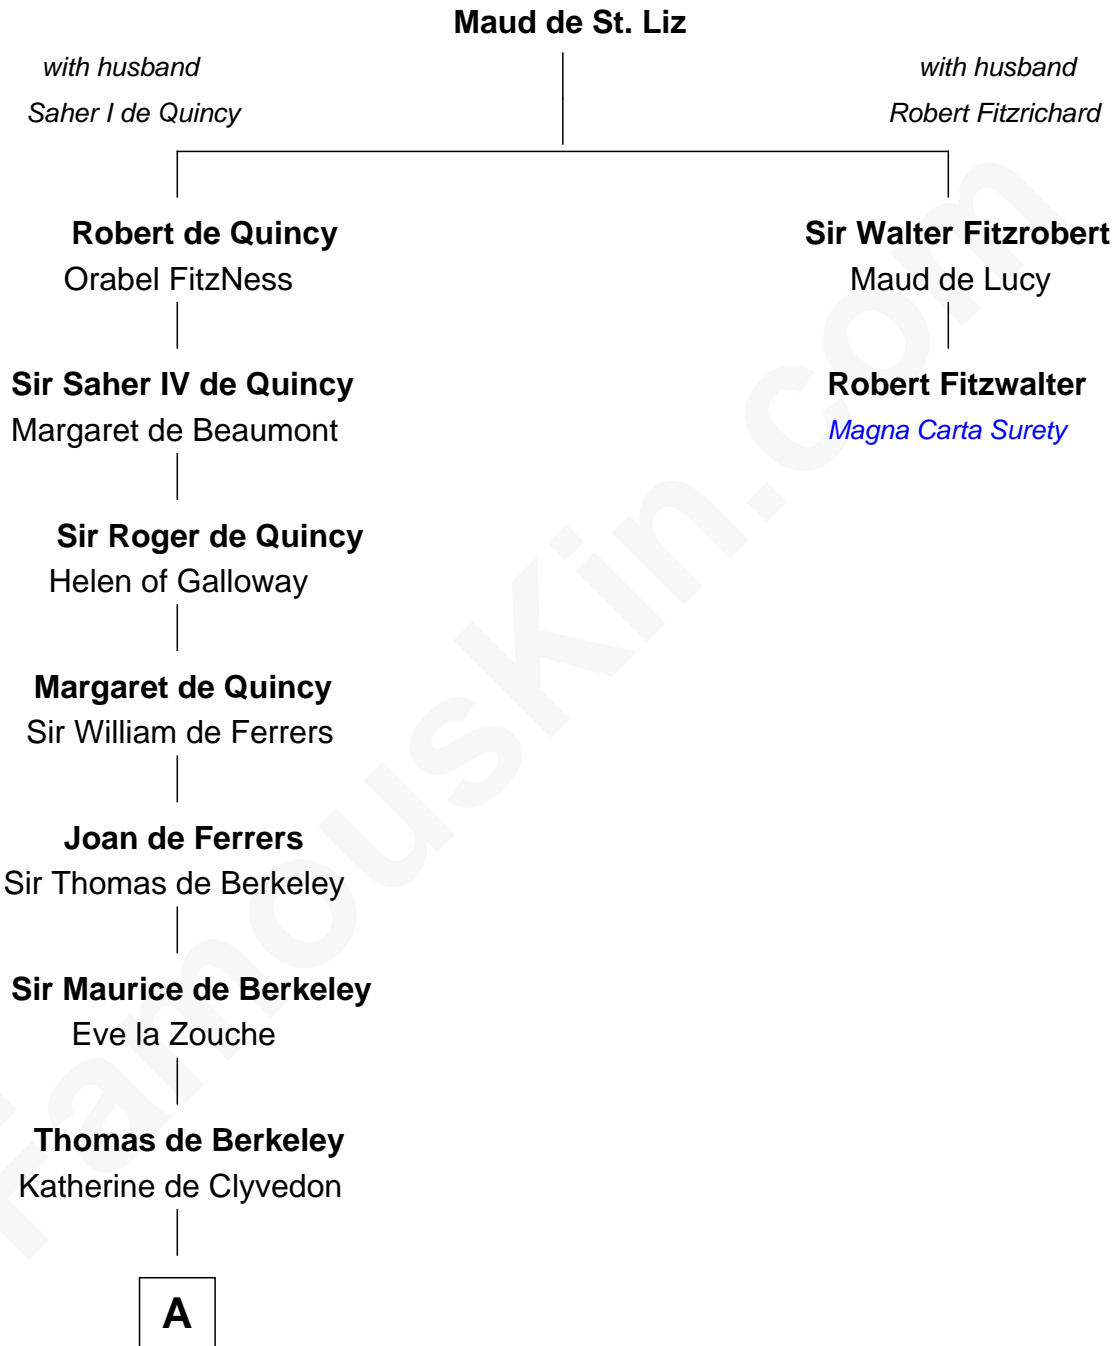 Maud de St. Liz
with husband
Saher I de Quincy
with husband
Robert Fitzrichard
Robert de Quincy
Orabel FitzNess
Sir Walter Fitzrobert
Maud de Lucy
Sir Saher IV de Quincy
Margaret de Beaumont
Robert Fitzwalter
Magna Carta Surety
Sir Roger de Quincy
Helen of Galloway
Margaret de Quincy
Sir William de Ferrers
Joan de Ferrers
Sir Thomas de Berkeley
Sir Maurice de Berkeley
Eve la Zouche
Thomas de Berkeley
Katherine de Clyvedon
A
FamousKin.com